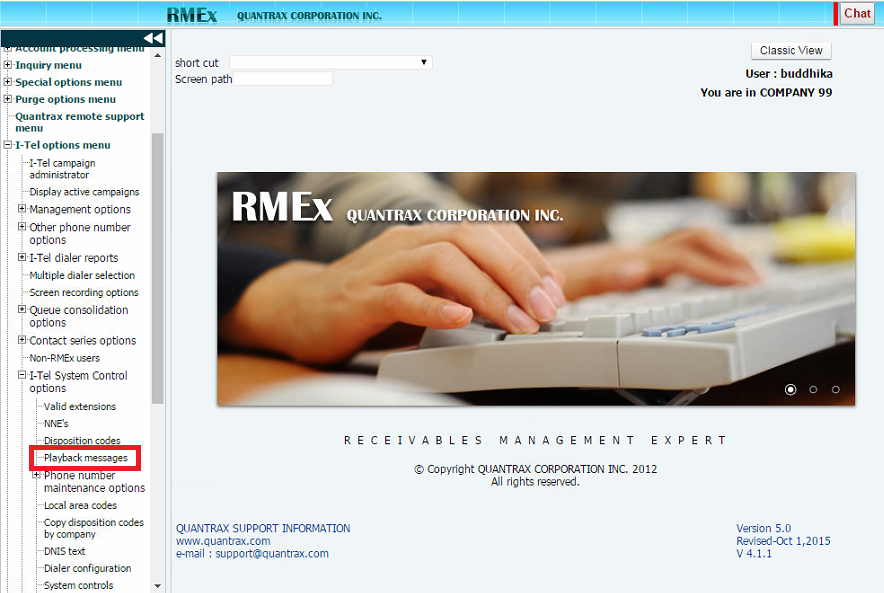 RMEx QUANTRAX CORPORATION INC.
Chat
Account processing menu
Inquiry menu
Special options menu
Purge options menu
Quantrax remote support
menu
I-Tel options menu
I-Tel campaign
administrator
Display active campaigns
Management options
Other phone number
options
I-Tel dialer reports
Multiple dialer selection
Screen recording options
Queue consolidation
options
Contact series options
Non-RMEx users
I-Tel System Control
options
Valid extensions
NNE's
Disposition codes
Playback messages
Phone number
maintenance options
Local area codes
Copy disposition codes
by company
DNIS text
Dialer configuration
System controls
short cut
Screen path
Classic View
User : buddhika
You are in COMPANY 99
RMEx QUANTRAX CORPORATION INC.
RECEIVABLES MANAGEMENT EXPERT
© Copyright QUANTRAX CORPORATION INC. 2012
All rights reserved.
QUANTRAX SUPPORT INFORMATION
www.quantrax.com
e-mail : support@quantrax.com
Version 5.0
Revised-Oct 1,2015
V 4.1.1